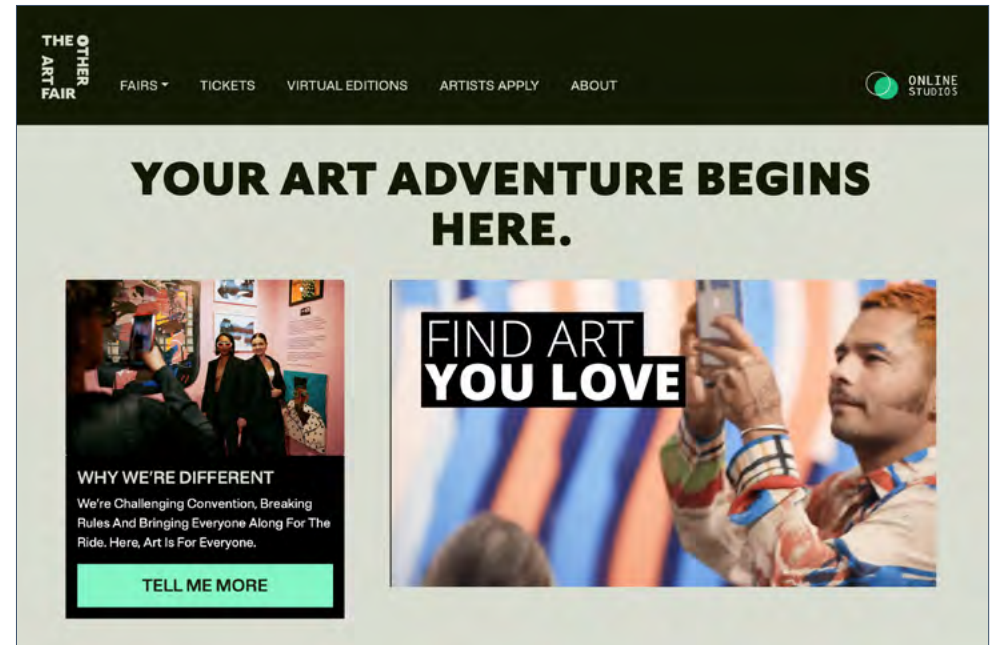 THE OTHER
ART
FAIR
FAIRS
TICKETS
VIRTUAL EDITIONS
ARTISTS APPLY
ABOUT
ONLINE
STUDIOS
YOUR ART ADVENTURE BEGINS
HERE.
FIND ART
YOU LOVE
WHY WE'RE DIFFERENT
We're Challenging Convention, Breaking
Rules And Bringing Everyone Along For The
Ride. Here, Art Is For Everyone.
TELL ME MORE